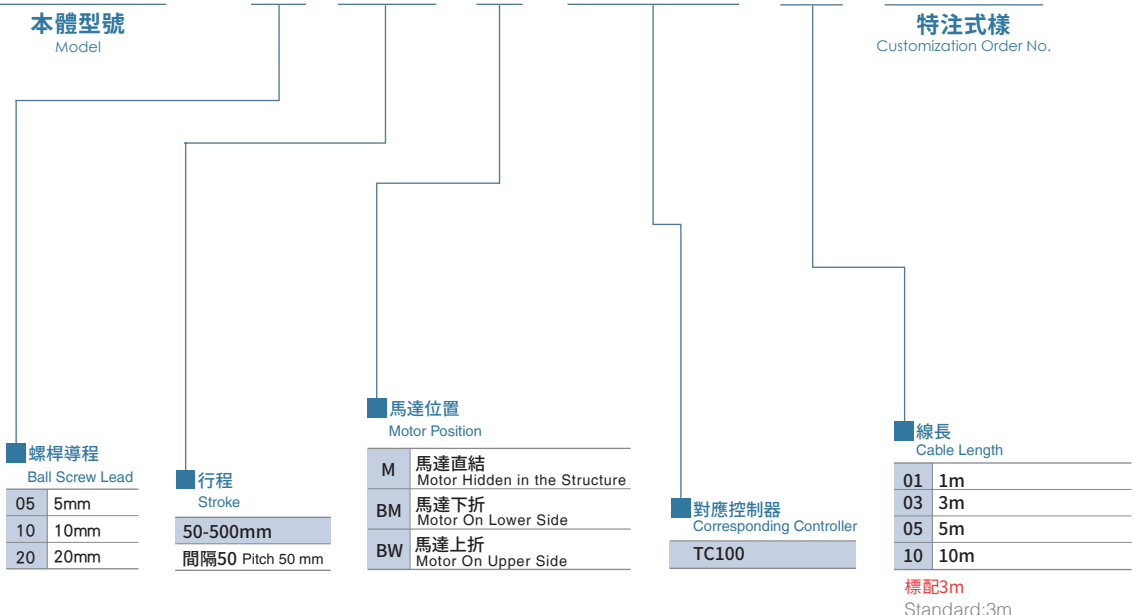 本體型號
Model
特注式樣
Customization Order No.
馬達位置
Motor Position
M 馬達直結
Motor Hidden in the Structure
BM 馬達下折
Motor On Lower Side
BW 馬達上折
Motor On Upper Side
螺桿導程
Ball Screw Lead
05 5mm
10 10mm
20 20mm
行程
Stroke
50-500mm
間隔50 Pitch 50 mm
對應控制器
Corresponding Controller
TC100
線長
Cable Length
01 1m
03 3m
05 5m
10 10m
標配3m
Standard:3m